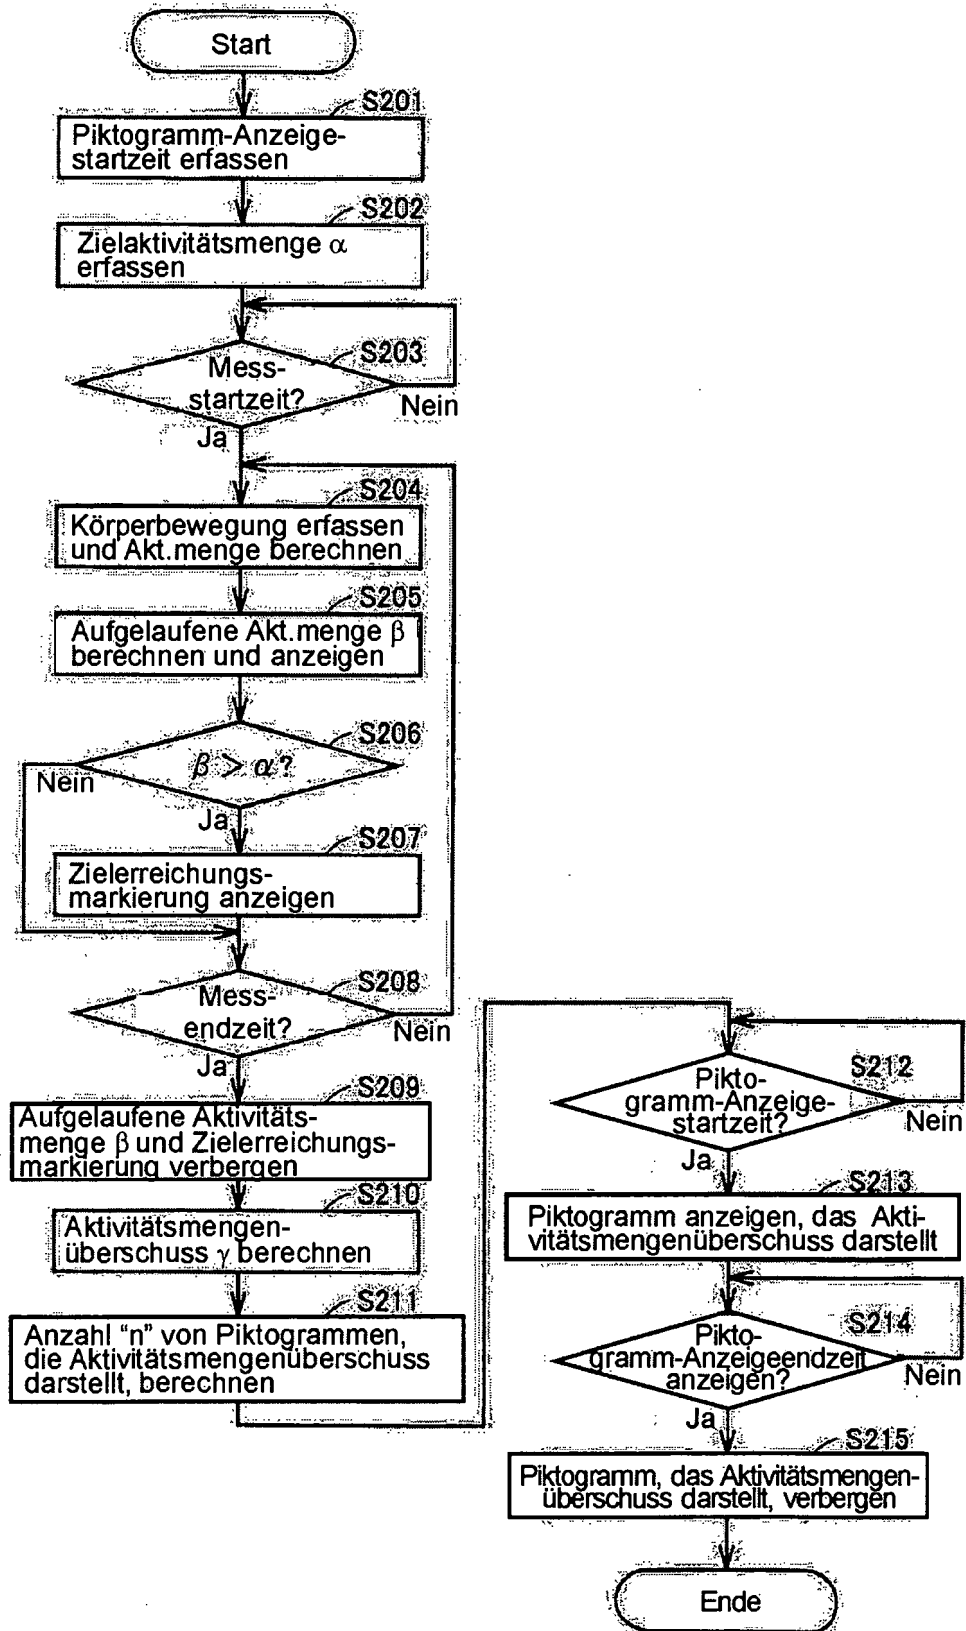 Start
S201
Piktogramm-Anzeige-
startzeit erfassen
S202
Zielaktivitätsmenge α
erfassen
S203
Mess-
startzeit?
Nein
Ja
S204
Körperbewegung erfassen
und Akt.menge berechnen
S205
Aufgelaufene Akt.menge β
berechnen und anzeigen
S206
β > α?
Nein
Ja
S207
Zielerreichungs-
markierung anzeigen
S208
Mess-
endzeit?
Nein
Ja
S209
Aufgelaufene Aktivitäts-
menge β und Zielerreichungs-
markierung verbergen
S210
Aktivitätsmengen-
überschuss γ berechnen
S211
Anzahl “n” von Piktogrammen,
die Aktivitätsmengenüberschuss
darstellt, berechnen
S212
Pikto-
gramm-Anzeige-
startzeit?
Nein
Ja
S213
Piktogramm anzeigen, das Akti-
vitätsmengenüberschuss darstellt
S214
Pikto-
gramm-Anzeigeendzeit
anzeigen?
Nein
Ja
S215
Piktogramm, das Aktivitätsmengen-
überschuss darstellt, verbergen
Ende